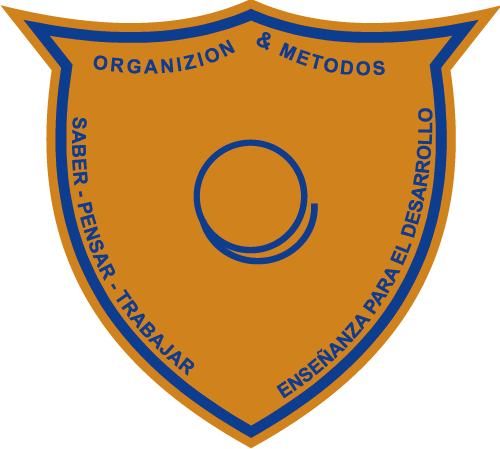 ORGANIZION & METODOS
SABER - PENSAR - TRABAJAR
ENSEÑANZA PARA EL DESARROLLO